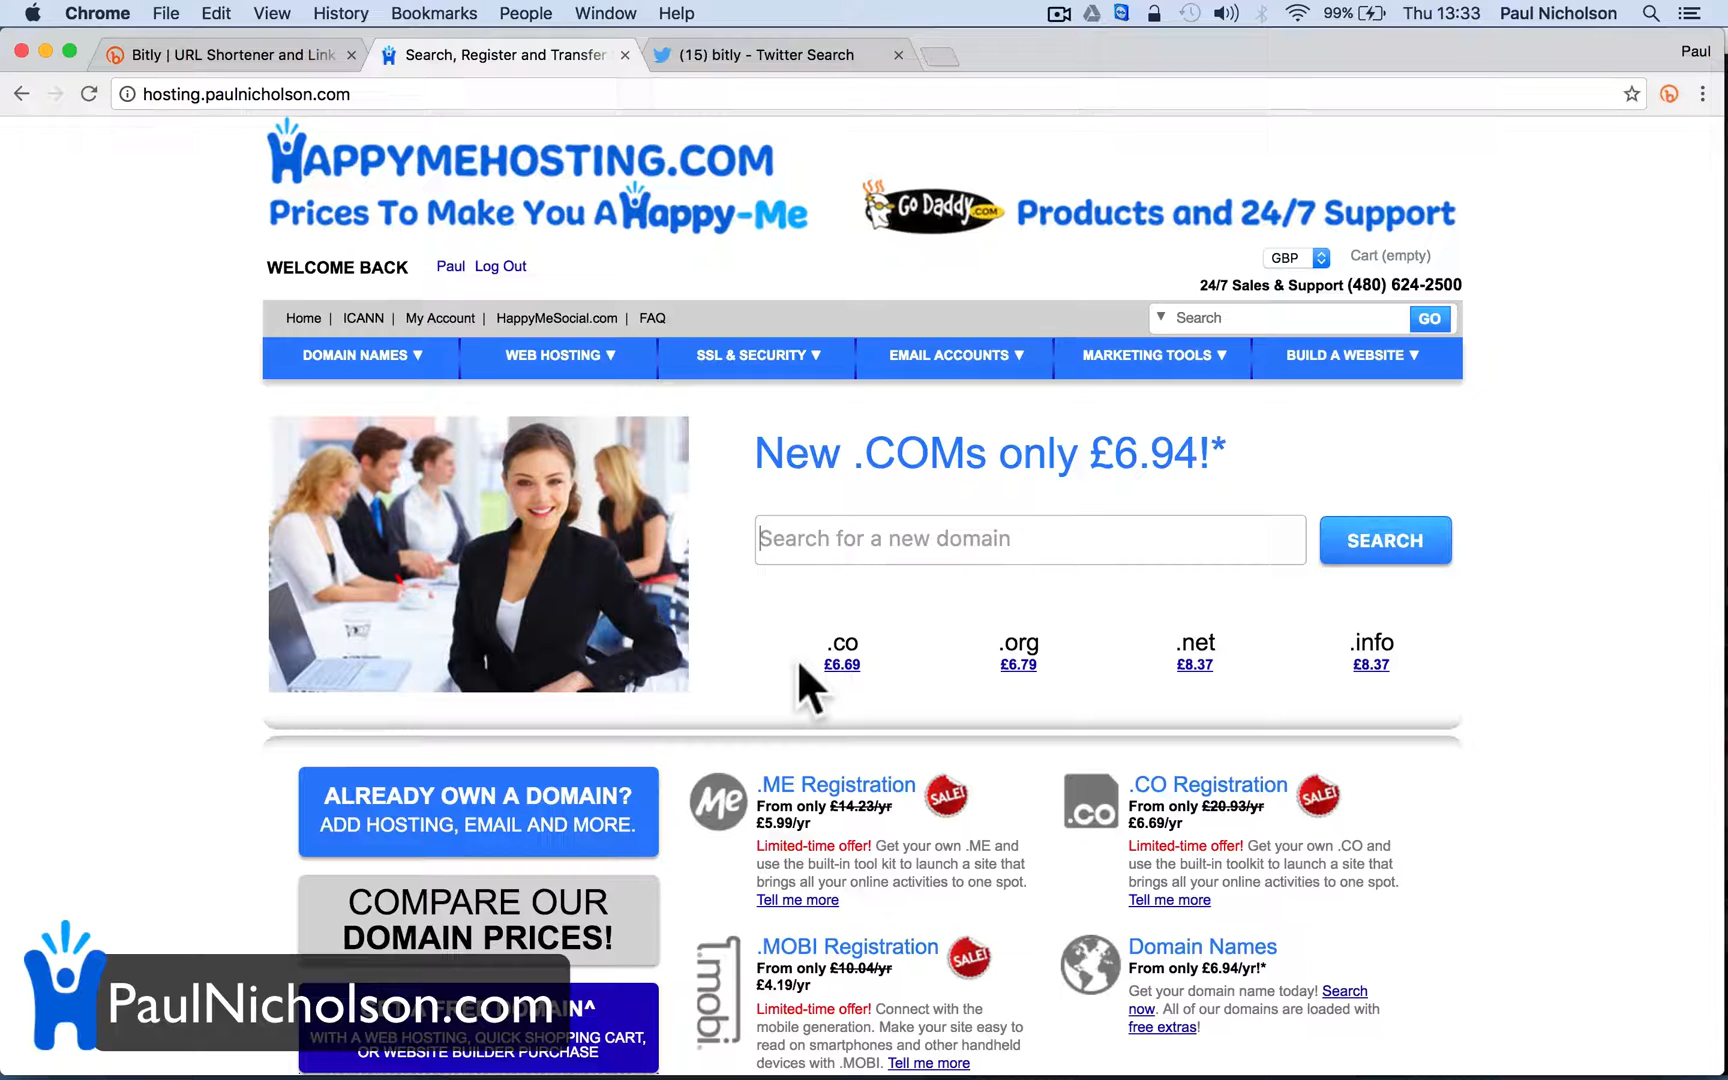 Chrome File Edit View History Bookmarks People Window Help 99% Thu 13:33 Paul Nicholson
Bitly | URL Shortener and Link Search, Register and Transfer (15) bitly - Twitter Search Paul
hosting.paulnicholson.com
HAPPYMEHOSTING.COM
Prices To Make You A Happy-Me Go Daddy.COM Products and 24/7 Support
WELCOME BACK Paul Log Out GBP Cart (empty)
24/7 Sales & Support (480) 624-2500
Home | ICANN | My Account | HappyMeSocial.com | FAQ Search GO
DOMAIN NAMES ▼ WEB HOSTING ▼ SSL & SECURITY ▼ EMAIL ACCOUNTS ▼ MARKETING TOOLS ▼ BUILD A WEBSITE ▼
New .COMs only £6.94!*
Search for a new domain SEARCH
.co .org .net .info
£6.69 £6.79 £8.37 £8.37
ALREADY OWN A DOMAIN?
ADD HOSTING, EMAIL AND MORE.
COMPARE OUR
DOMAIN PRICES!
DOMAIN^
WITH A WEB HOSTING, QUICK SHOPPING CART,
OR WEBSITE BUILDER PURCHASE
PaulNicholson.com
Me
.ME Registration SALE!
From only £14.23/yr
£5.99/yr
Limited-time offer! Get your own .ME and
use the built-in tool kit to launch a site that
brings all your online activities to one spot.
Tell me more
.co
.CO Registration SALE!
From only £20.93/yr
£6.69/yr
Limited-time offer! Get your own .CO and
use the built-in toolkit to launch a site that
brings all your online activities to one spot.
Tell me more
.mobi
.MOBI Registration SALE!
From only £10.04/yr
£4.19/yr
Limited-time offer! Connect with the
mobile generation. Make your site easy to
read on smartphones and other handheld
devices with .MOBI. Tell me more
Domain Names
From only £6.94/yr!*
Get your domain name today! Search
now. All of our domains are loaded with
free extras!